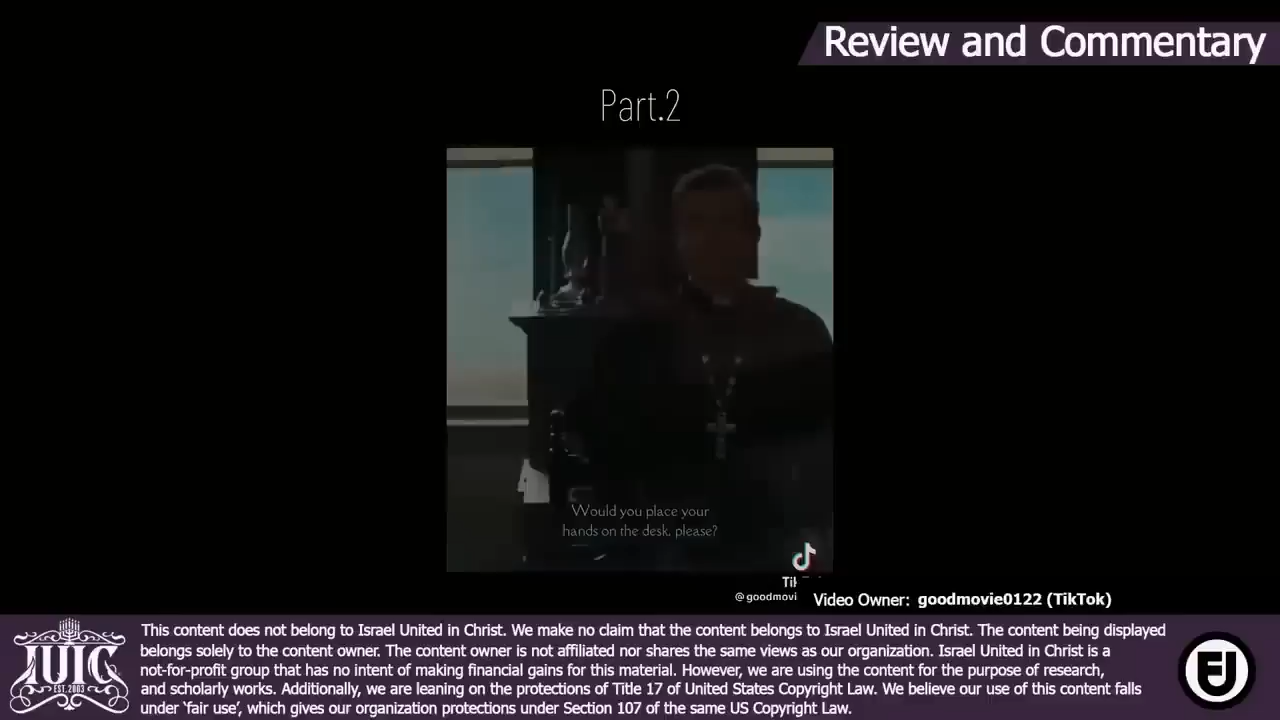 Review and Commentary
Part.2
Would you place your
hands on the desk, please?
@goodmovi
Video Owner: goodmovie0122 (TikTok)
IUIC
EST. 2003
This content does not belong to Israel United in Christ. We make no claim that the content belongs to Israel United in Christ. The content being displayed
belongs solely to the content owner. The content owner is not affiliated nor shares the same views as our organization. Israel United in Christ is a
not-for-profit group that has no intent of making financial gains for this material. However, we are using the content for the purpose of research,
and scholarly works. Additionally, we are leaning on the protections of Title 17 of United States Copyright Law. We believe our use of this content falls
under ‘fair use’, which gives our organization protections under Section 107 of the same US Copyright Law.